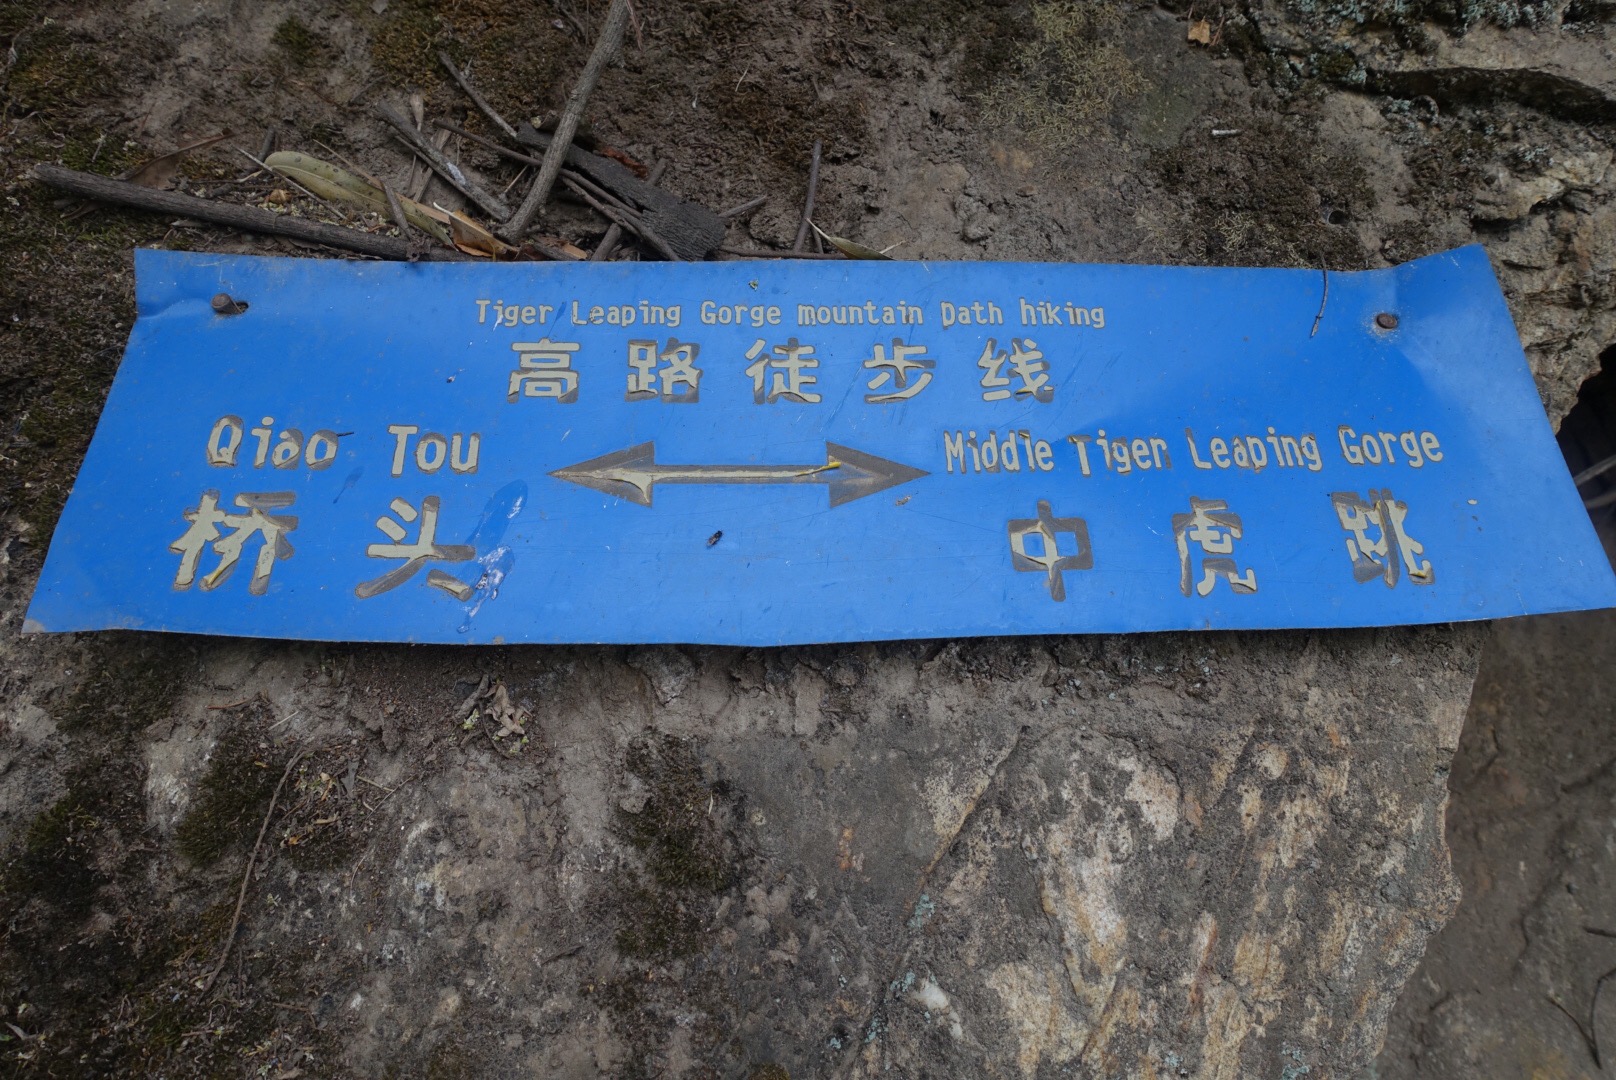 Tiger Leaping Gorge mountain Path hiking
高路徒步线
Qiao Tou
Middle Tiger Leaping Gorge
桥头
中虎跳